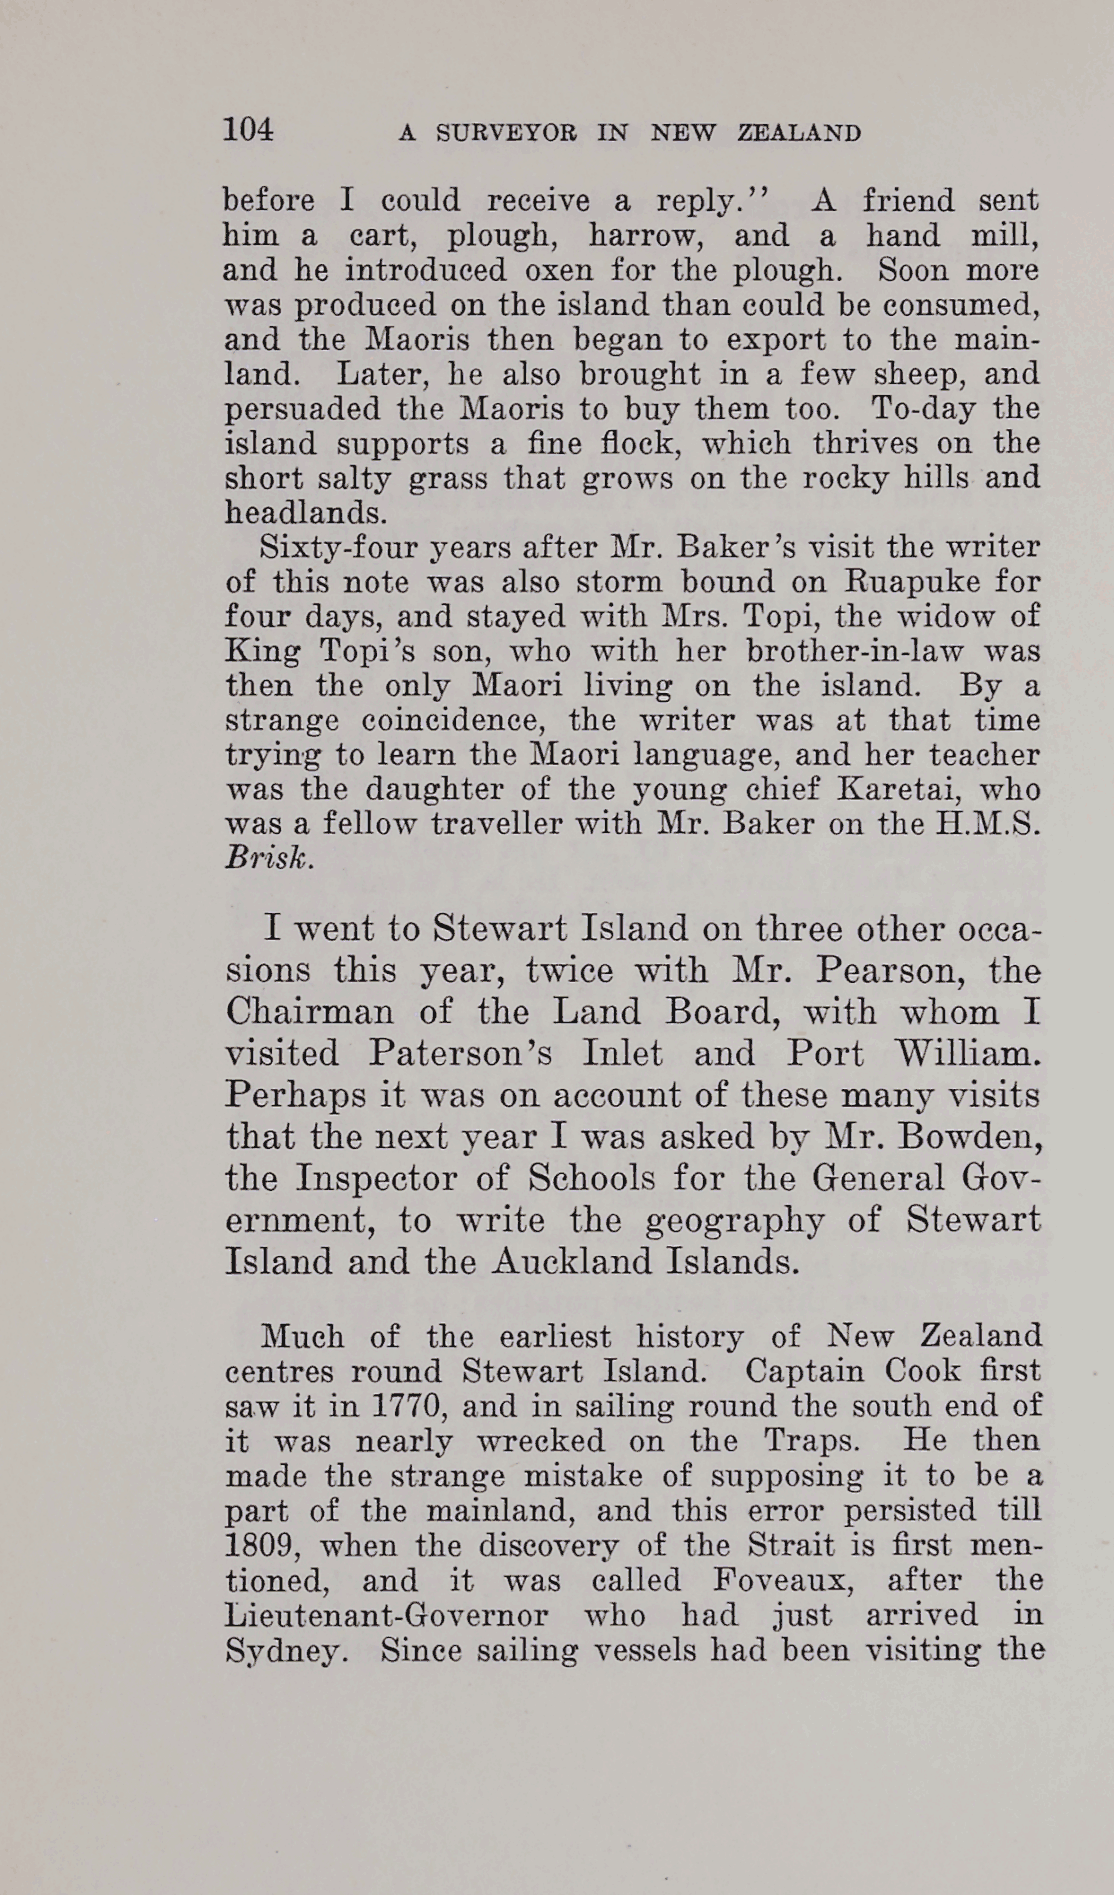 104 A SURVEYOR IN NEW ZEALAND
before I could receive a reply.” A friend sent
him a cart, plough, harrow, and a hand mill,
and he introduced oxen for the plough. Soon more
was produced on the island than could be consumed,
and the Maoris then began to export to the main-
land. Later, he also brought in a few sheep, and
persuaded the Maoris to buy them too. To-day the
island supports a fine flock, which thrives on the
short salty grass that grows on the rocky hills and
headlands.
Sixty-four years after Mr. Baker’s visit the writer
of this note was also storm bound on Ruapuke for
four days, and stayed with Mrs. Topi, the widow of
King Topi’s son, who with her brother-in-law was
then the only Maori living on the island. By a
strange coincidence, the writer was at that time
trying to learn the Maori language, and her teacher
was the daughter of the young chief Karetai, who
was a fellow traveller with Mr. Baker on the H.M.S.
Brisk.
I went to Stewart Island on three other occa-
sions this year, twice with Mr. Pearson, the
Chairman of the Land Board, with whom I
visited Paterson’s Inlet and Port William.
Perhaps it was on account of these many visits
that the next year I was asked by Mr. Bowden,
the Inspector of Schools for the General Gov-
ernment, to write the geography of Stewart
Island and the Auckland Islands.
Much of the earliest history of New Zealand
centres round Stewart Island. Captain Cook first
saw it in 1770, and in sailing round the south end of
it was nearly wrecked on the Traps. He then
made the strange mistake of supposing it to be a
part of the mainland, and this error persisted till
1809, when the discovery of the Strait is first men-
tioned, and it was called Foveaux, after the
Lieutenant-Governor who had just arrived in
Sydney. Since sailing vessels had been visiting the